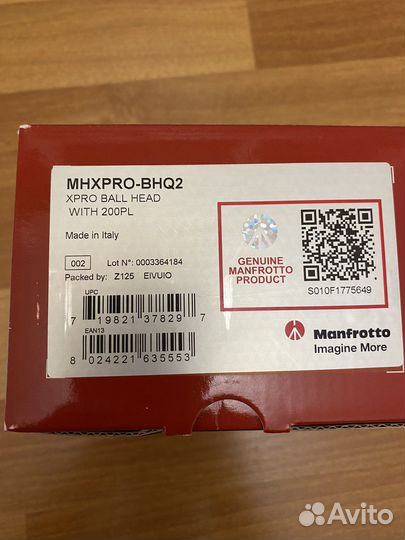 MHXPRO-BHQ2
XPRO BALL HEAD
WITH 200PL
Made in Italy
002 Lot N°: 0003364184
Packed by: Z125 EIVUIO
UPC
7 19821 37829 7
EAN13
8 024221 635553
GENUINE
MANFROTTO
PRODUCT
S010F1775649
Manfrotto
Imagine More
Avito